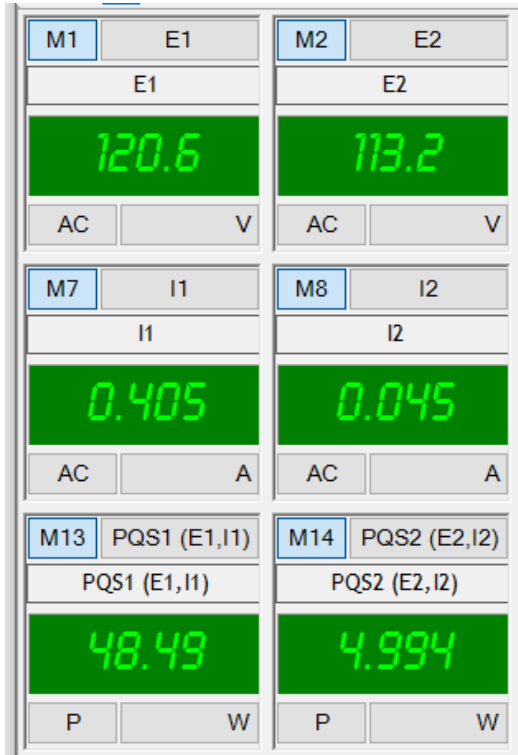 M1 E1 M2 E2
E1 E2
120.6 113.2
AC V AC V
M7 I1 M8 I2
I1 I2
0.405 0.045
AC A AC A
M13 PQS1 (E1,I1) M14 PQS2 (E2,I2)
PQS1 (E1,I1) PQS2 (E2,I2)
48.49 4.994
P W P W